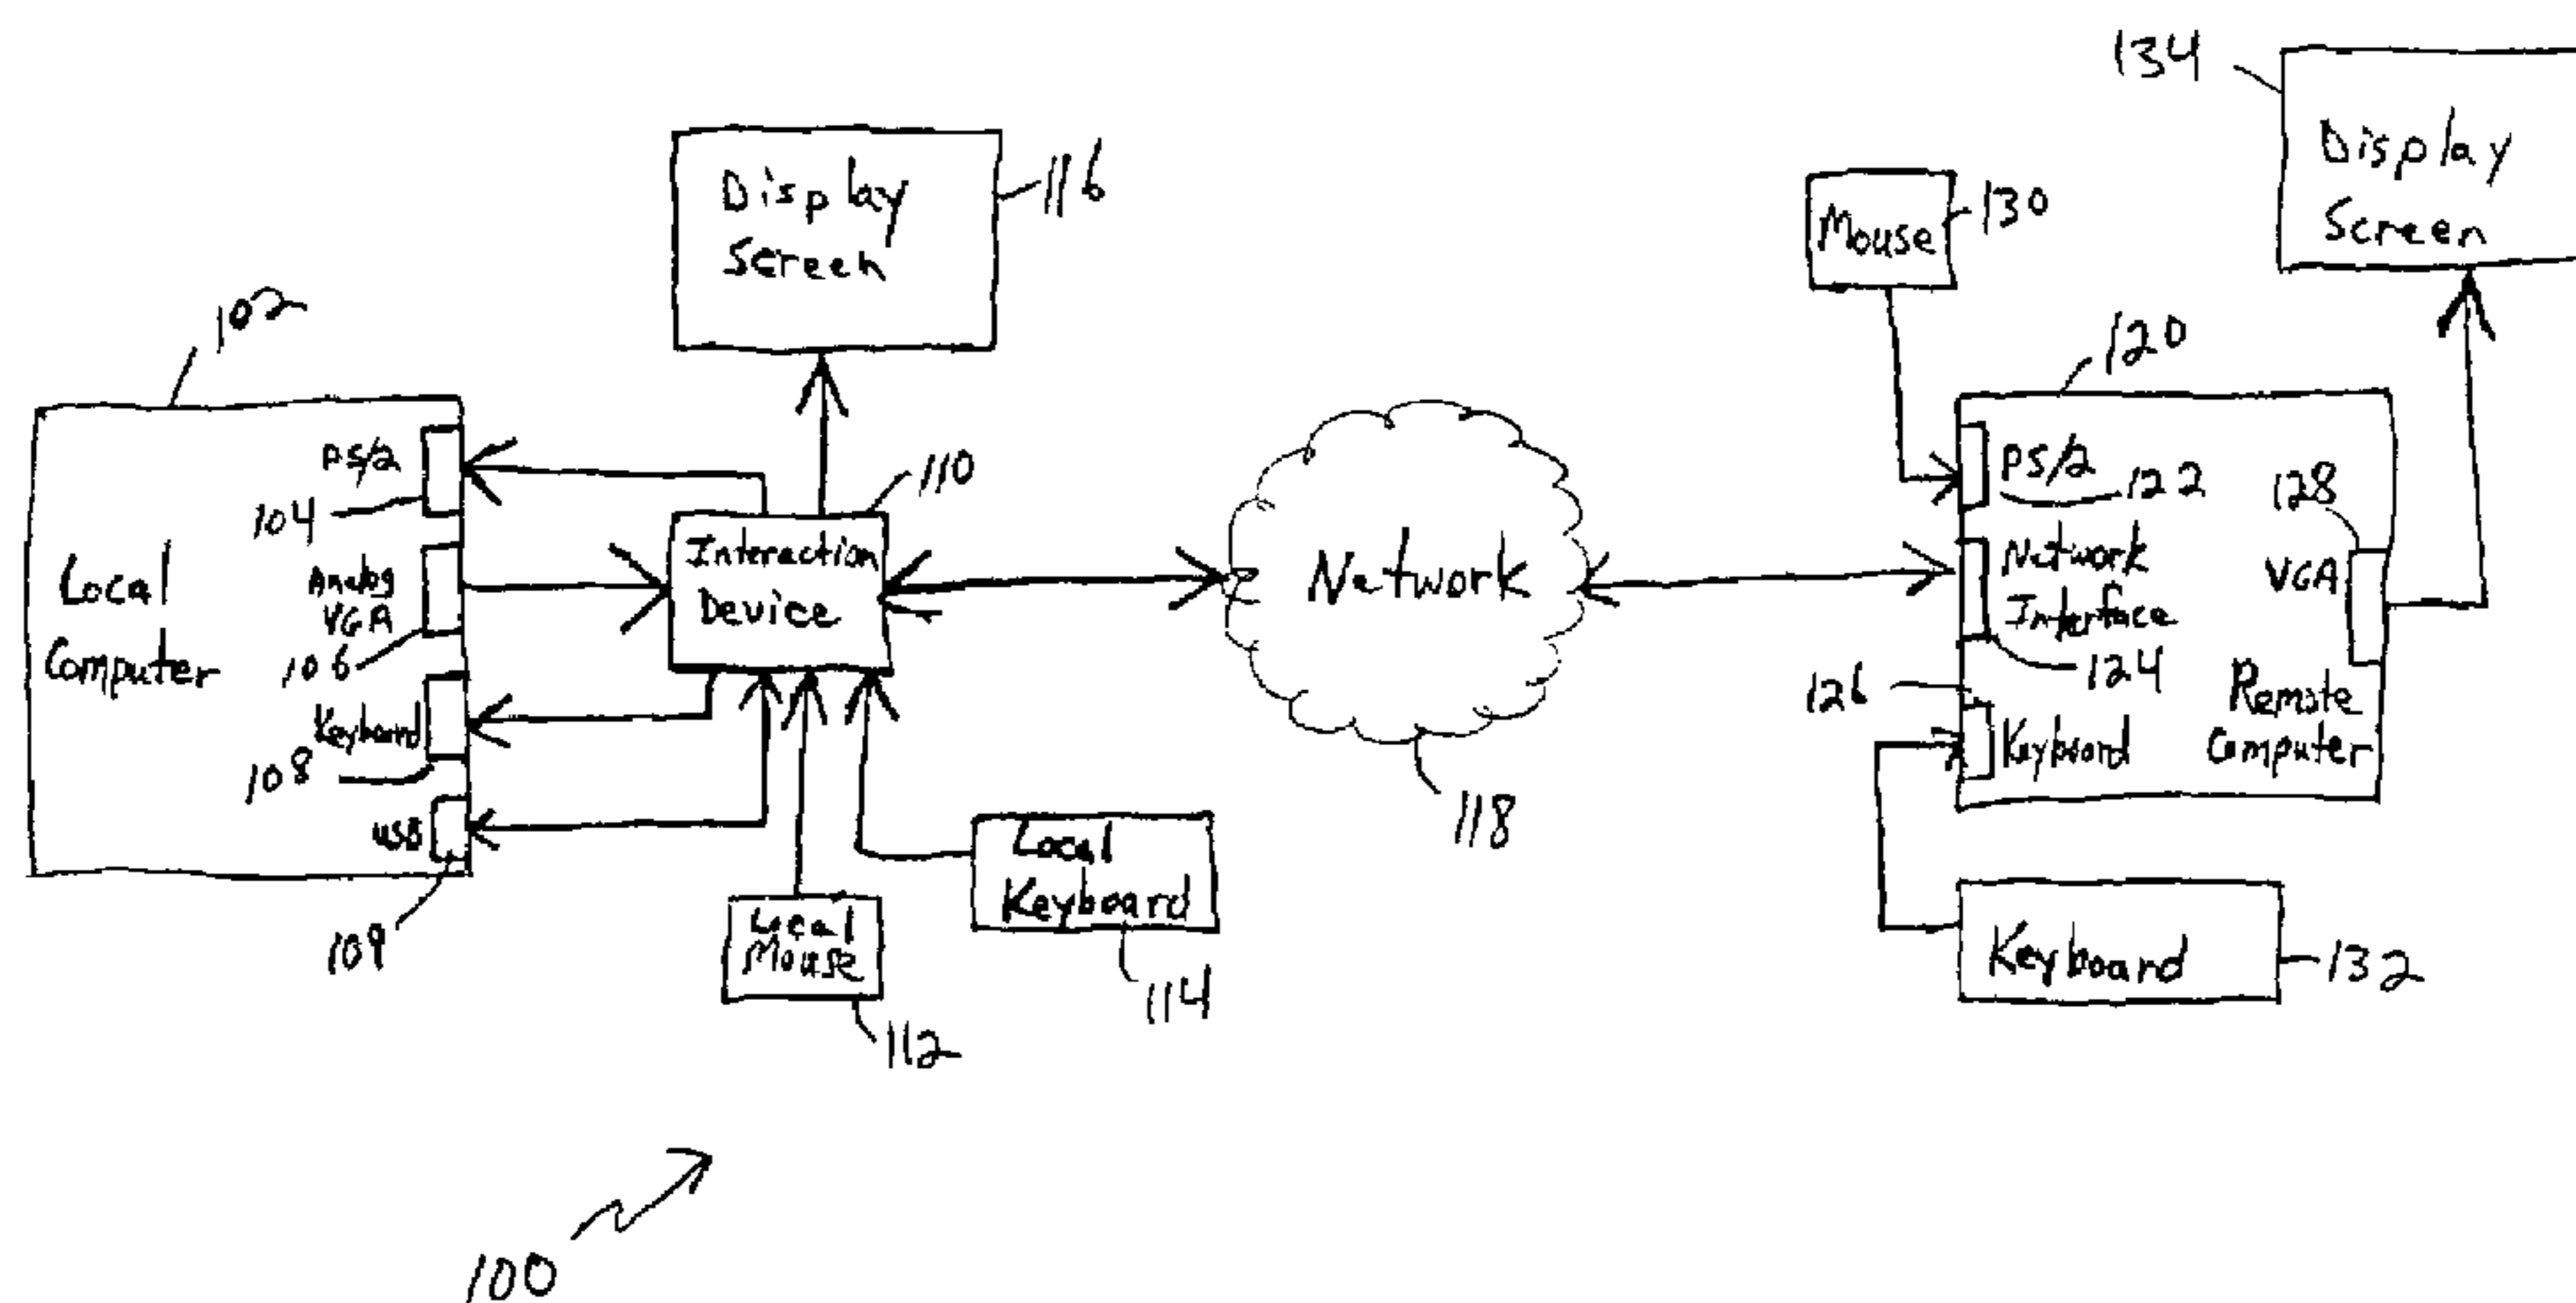 134
Display
Screen
Display
Screen
116
Mouse
130
102
120
PS/2
104
110
PS/2
122
128
Local
Computer
Analog
VGA
106
Interaction
Device
Network
Network
Interface
124
VGA
126
Remote
Computer
Keyboard
108
Keyboard
USB
109
118
Local
Keyboard
114
Local
Mouse
112
Keyboard
132
100